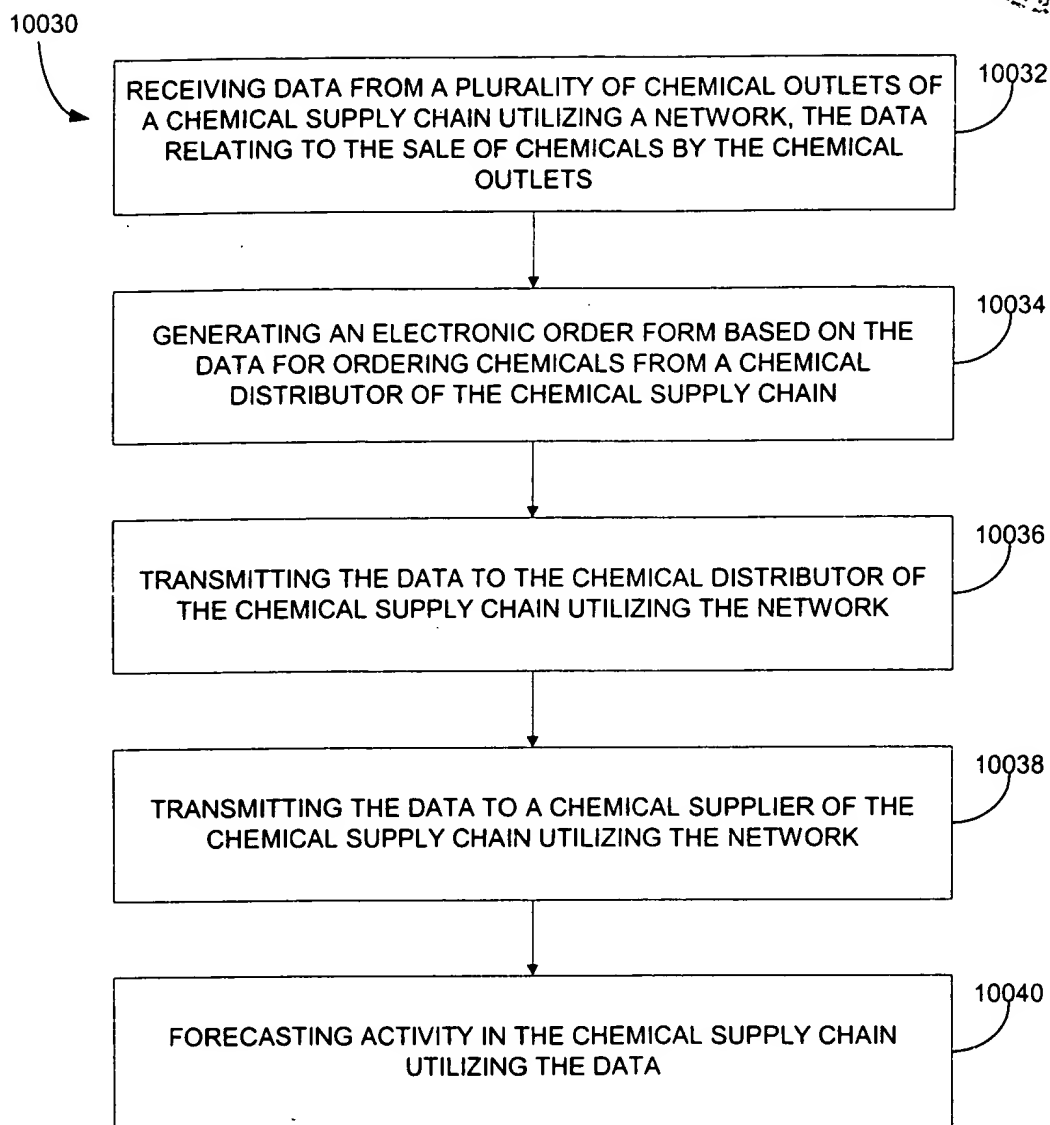 10030
RECEIVING DATA FROM A PLURALITY OF CHEMICAL OUTLETS OF
A CHEMICAL SUPPLY CHAIN UTILIZING A NETWORK, THE DATA
RELATING TO THE SALE OF CHEMICALS BY THE CHEMICAL
OUTLETS
10032
GENERATING AN ELECTRONIC ORDER FORM BASED ON THE
DATA FOR ORDERING CHEMICALS FROM A CHEMICAL
DISTRIBUTOR OF THE CHEMICAL SUPPLY CHAIN
10034
TRANSMITTING THE DATA TO THE CHEMICAL DISTRIBUTOR OF
THE CHEMICAL SUPPLY CHAIN UTILIZING THE NETWORK
10036
TRANSMITTING THE DATA TO A CHEMICAL SUPPLIER OF THE
CHEMICAL SUPPLY CHAIN UTILIZING THE NETWORK
10038
FORECASTING ACTIVITY IN THE CHEMICAL SUPPLY CHAIN
UTILIZING THE DATA
10040